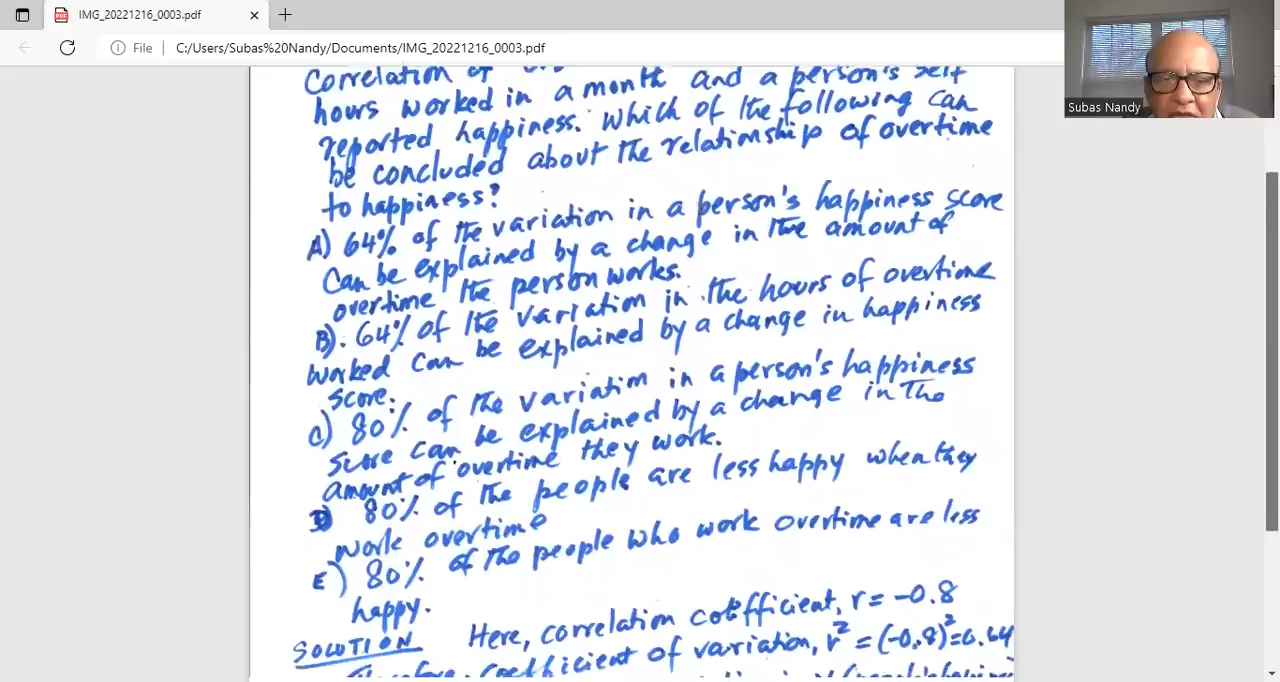 IMG_20221216_0003.pdf
File
C:/Users/Subas%20Nandy/Documents/IMG_20221216_0003.pdf
Subas Nandy
Correlation of
hours worked in a month and a person's self
reported happiness. Which of the following can
be concluded about the relationship of overtime
to happiness?
A) 64% of the variation in a person's happiness score
can be explained by a change in the amount of
overtime the person works.
B). 64% of the variation in the hours of overtime
worked can be explained by a change in happiness
score.
C) 80% of the variation in a person's happiness
score can be explained by a change in the
amount of overtime they work.
D) 80% of the people are less happy when they
work overtime
E) 80% of the people who work overtime are less
happy.
SOLUTION Here, correlation coefficient, r = -0.8
coefficient of variation, r² = (-0.8)² = 0.64